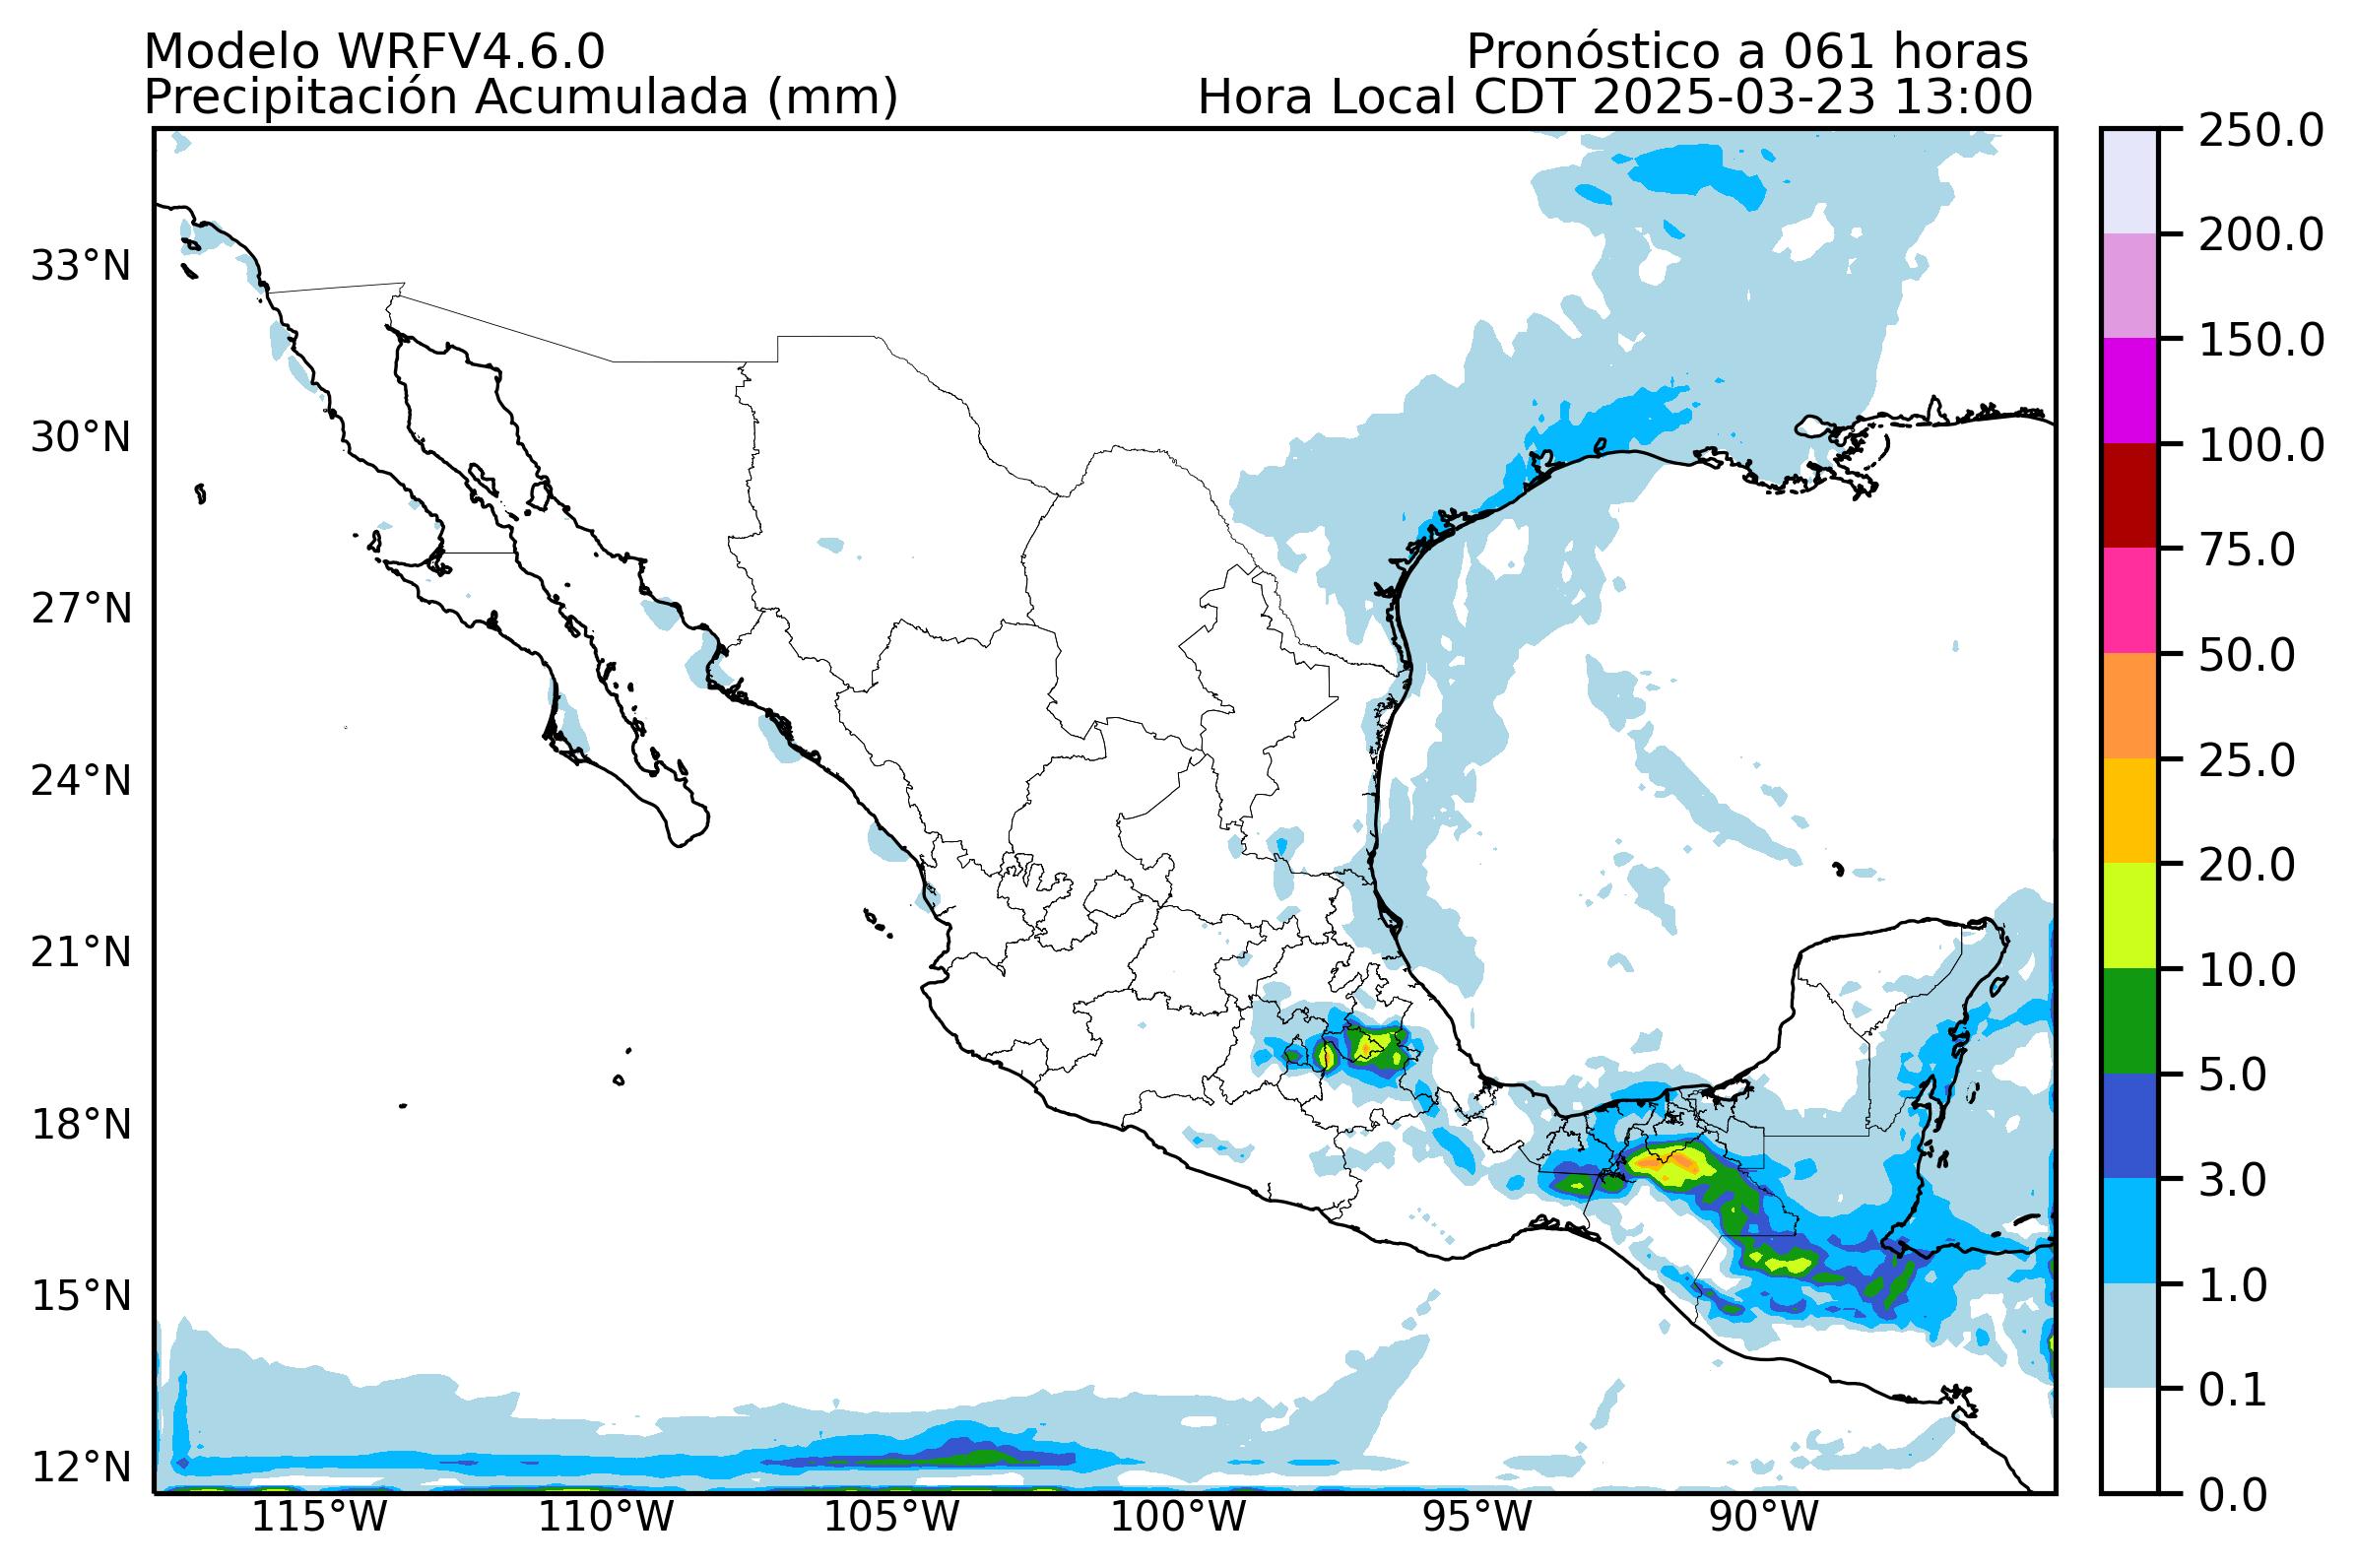 Modelo WRFV4.6.0
Pronóstico a 061 horas
Precipitación Acumulada (mm)
Hora Local CDT 2025-03-23 13:00
33°N
30°N
27°N
24°N
21°N
18°N
15°N
12°N
115°W
110°W
105°W
100°W
95°W
90°W
250.0
200.0
150.0
100.0
75.0
50.0
25.0
20.0
10.0
5.0
3.0
1.0
0.1
0.0